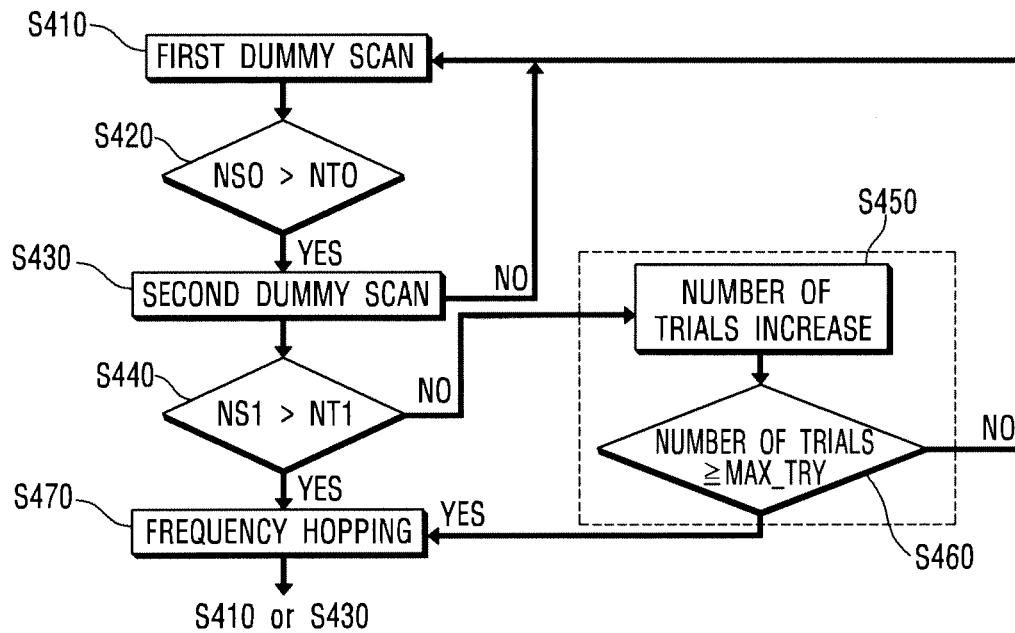 S410
FIRST DUMMY SCAN
S420
NS0 > NT0
YES
S430
SECOND DUMMY SCAN
NO
S440
NS1 > NT1
NO
YES
S450
NUMBER OF
TRIALS INCREASE
NUMBER OF TRIALS
≧MAX_TRY
NO
S460
YES
S470
FREQUENCY HOPPING
S410 or S430